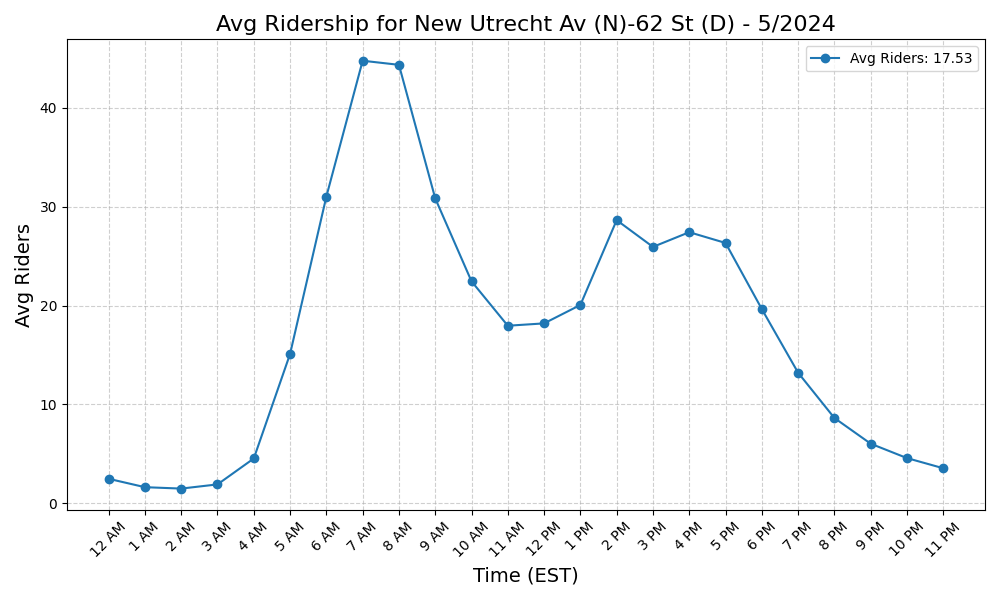 Avg Ridership for New Utrecht Av (N)-62 St (D) - 5/2024
Avg Riders: 17.53
Avg Riders
40
30
20
10
0
12 AM
1 AM
2 AM
3 AM
4 AM
5 AM
6 AM
7 AM
8 AM
9 AM
10 AM
11 AM
12 PM
1 PM
2 PM
3 PM
4 PM
5 PM
6 PM
7 PM
8 PM
9 PM
10 PM
11 PM
Time (EST)